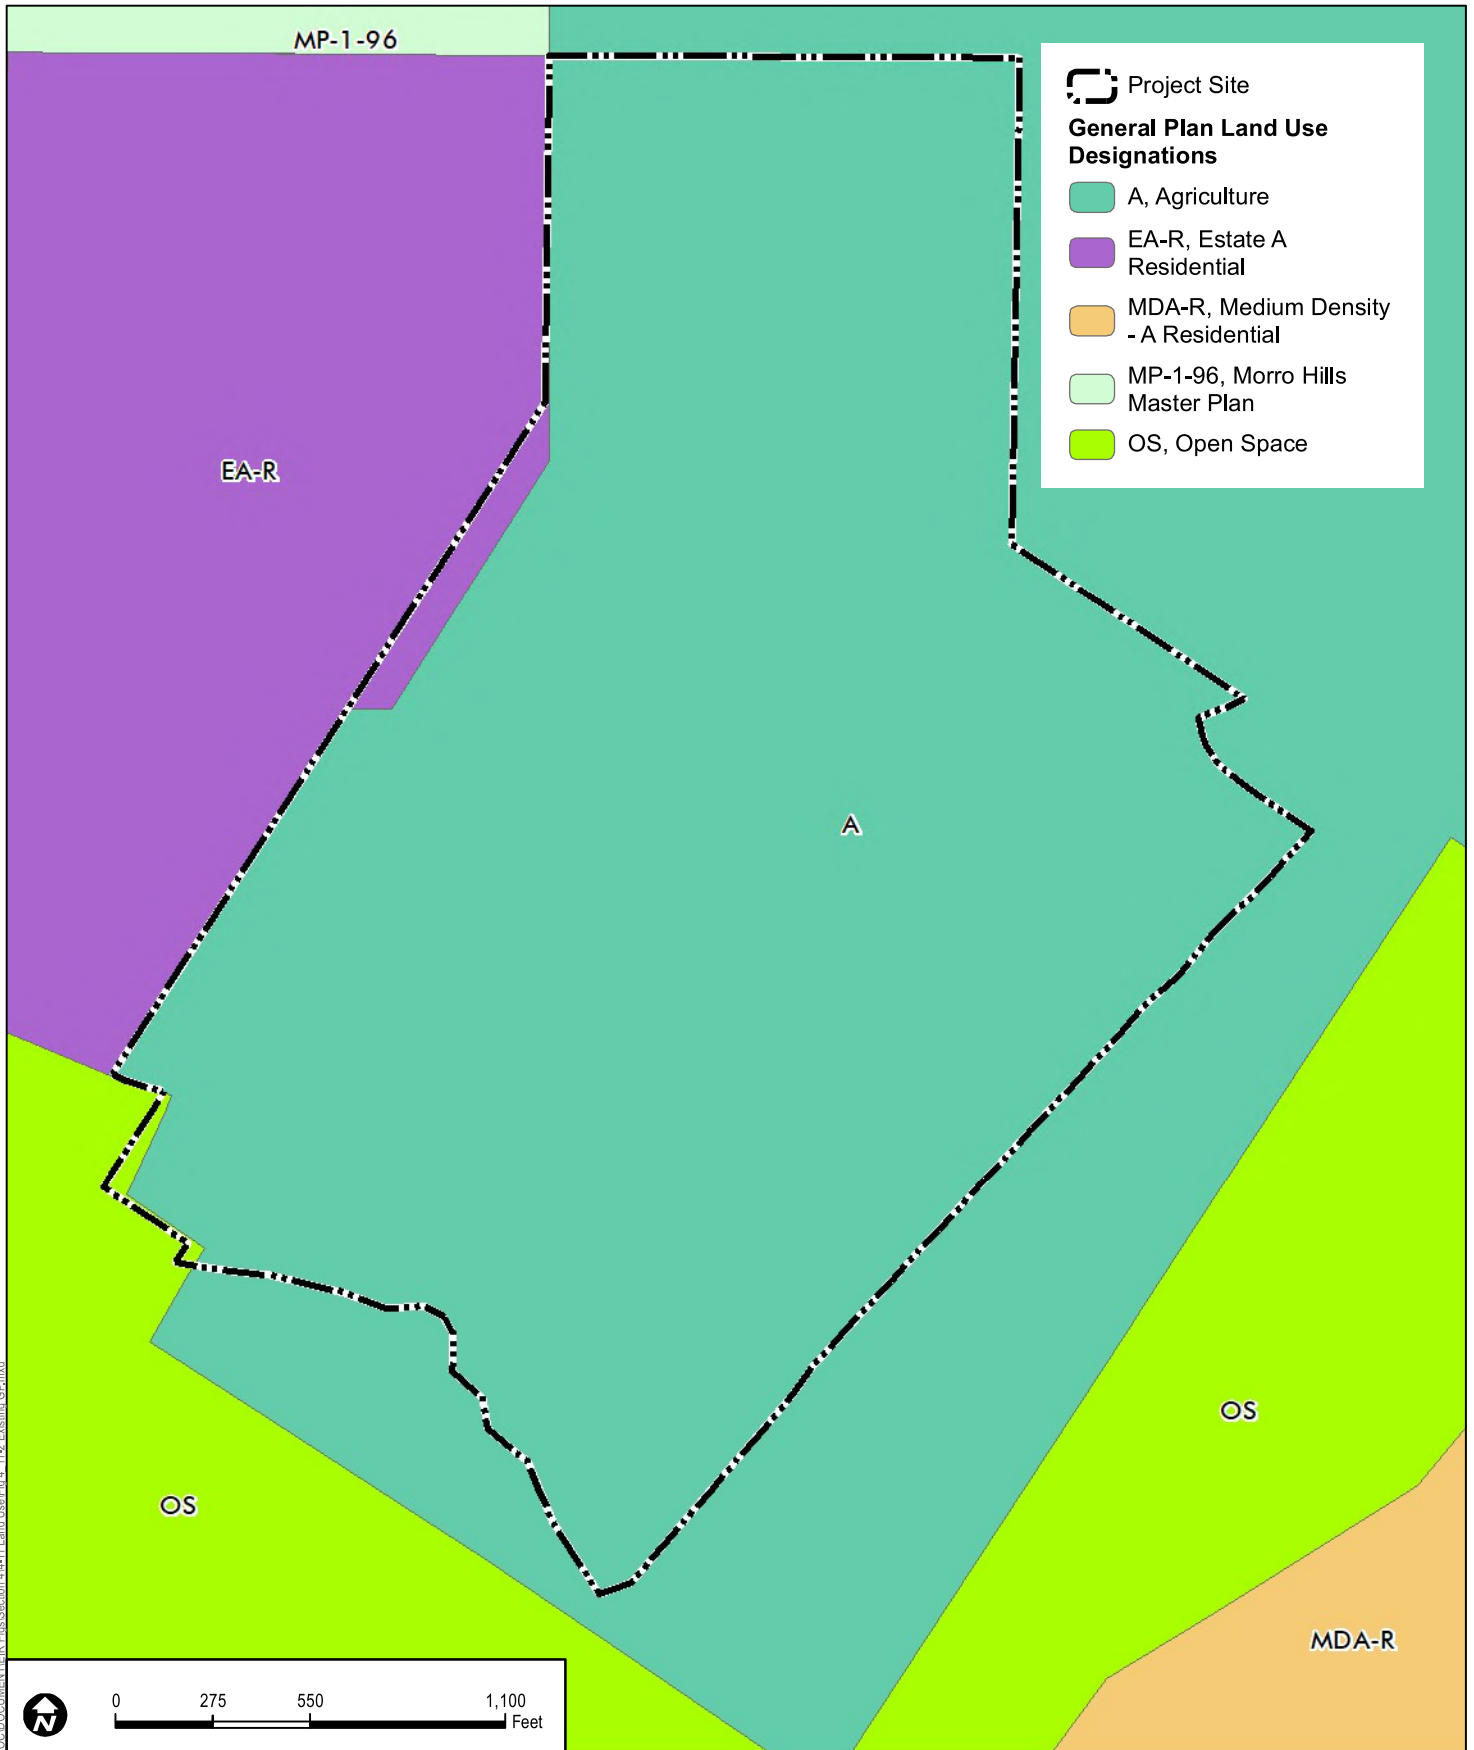 MP-1-96
Project Site
General Plan Land Use
Designations
A, Agriculture
EA-R, Estate A
Residential
MDA-R, Medium Density
- A Residential
MP-1-96, Morro Hills
Master Plan
OS, Open Space
EA-R
A
OS
OS
MDA-R
N
0 275 550 1,100
Feet